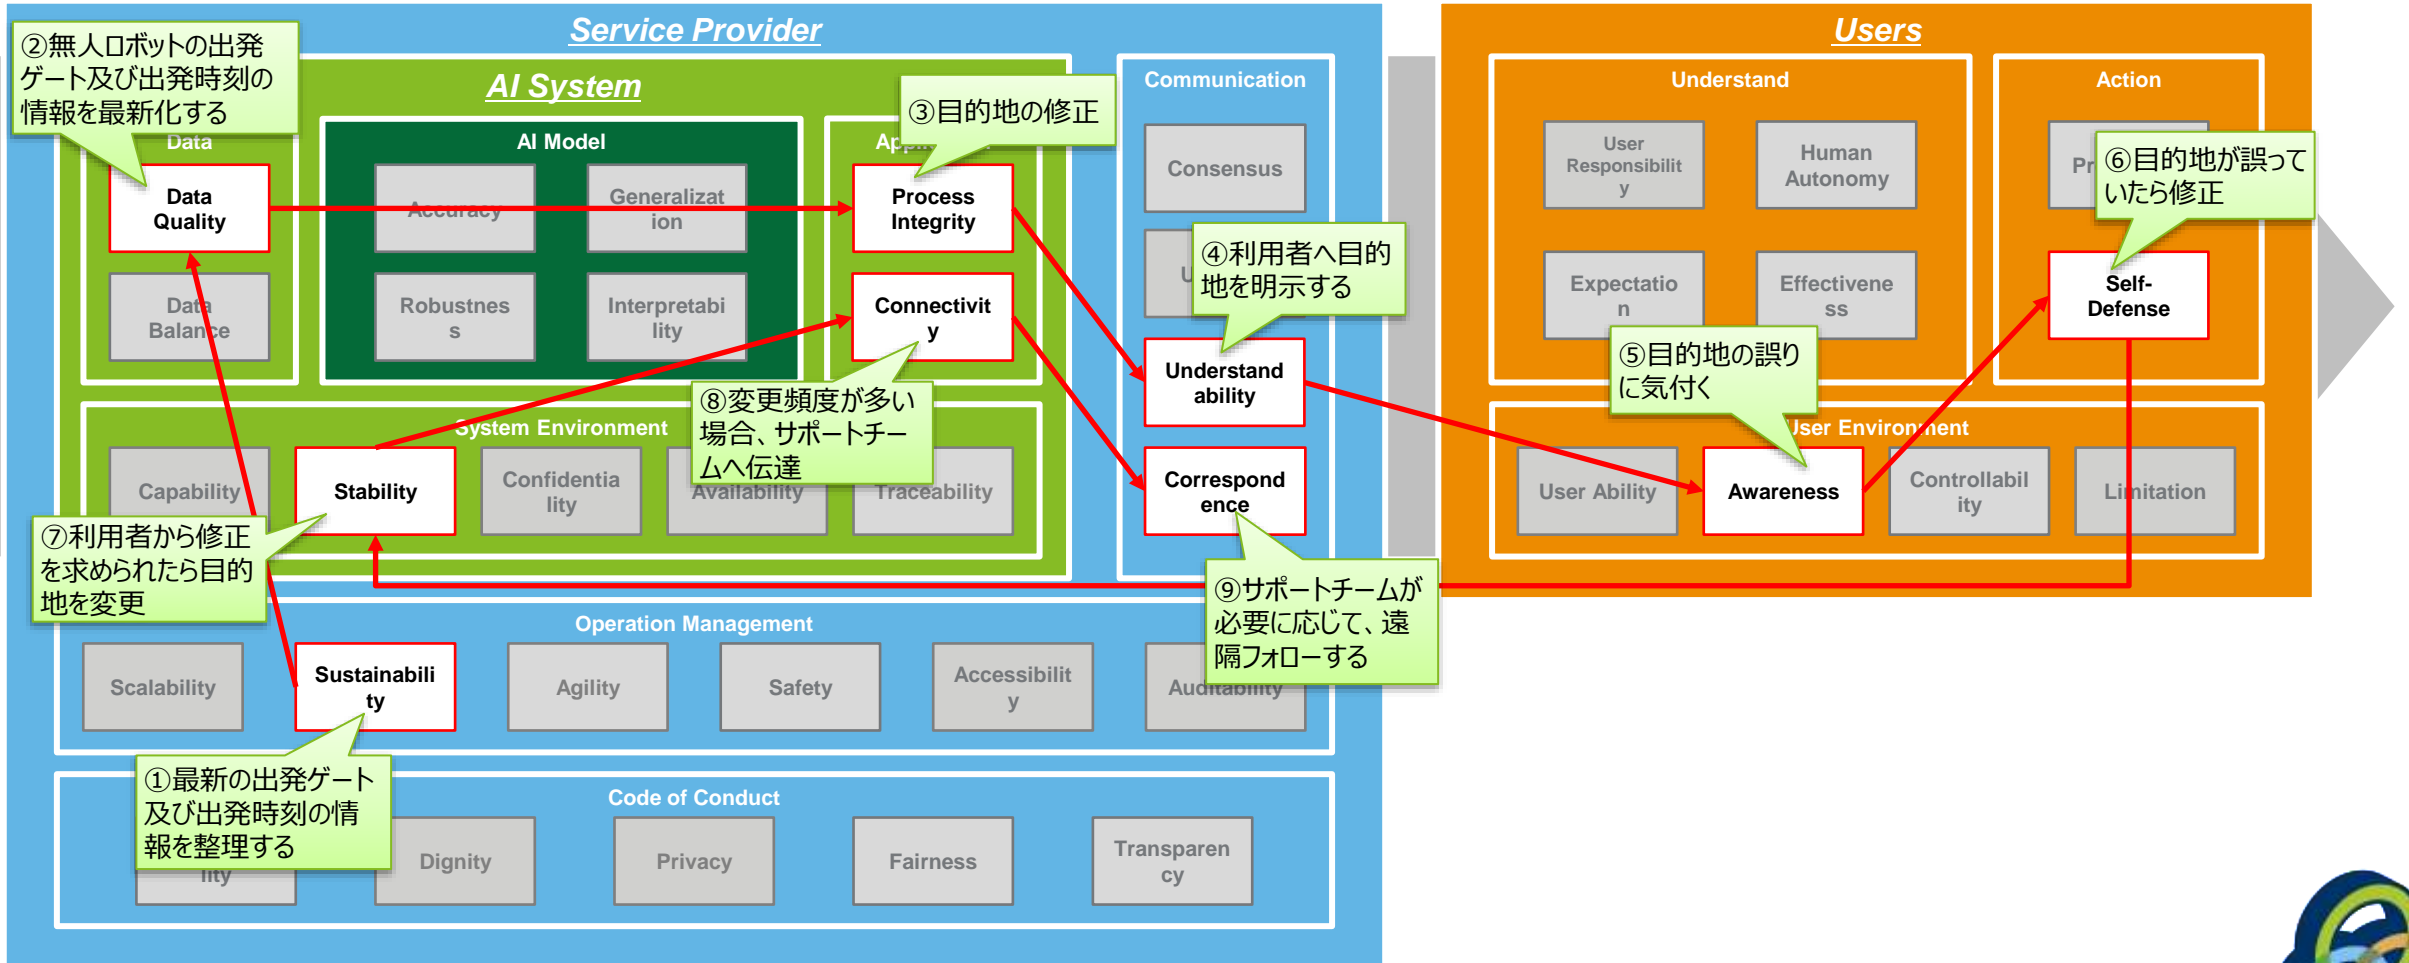 Service Provider
Users
②無人ロボットの出発
ゲート及び出発時刻の
情報を最新化する
AI System
③目的地の修正
Communication
Understand
Action
Data
AI Model
Data
Quality
Accuracy
Generalizat
ion
Process
Integrity
Consensus
User
Responsibilit
y
Human
Autonomy
⑥目的地が誤って
いたら修正
④利用者へ目的
地を明示する
Data
Balance
Robustnes
s
Interpretabi
lity
Connectivit
y
Expectatio
n
Effectivene
ss
Self-
Defense
Understand
ability
⑤目的地の誤り
に気付く
⑧変更頻度が多い
場合、サポートチー
ムへ伝達
System Environment
User Environment
Capability
Stability
Confidentia
lity
Availability
Traceability
Correspond
ence
User Ability
Awareness
Controllabil
ity
Limitation
⑦利用者から修正
を求められたら目的
地を変更
⑨サポートチームが
必要に応じて、遠
隔フォローする
Operation Management
Scalability
Sustainabili
ty
Agility
Safety
Accessibilit
y
Auditability
①最新の出発ゲート
及び出発時刻の情
報を整理する
Code of Conduct
lity
Dignity
Privacy
Fairness
Transparen
cy